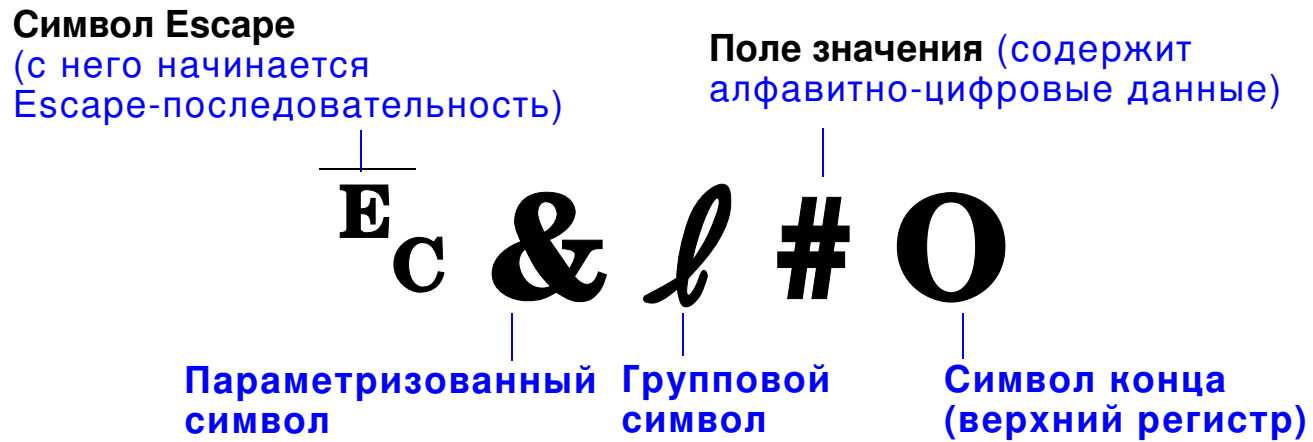 Символ Escape
(с него начинается
Escape-последовательность)
Поле значения (содержит
алфавитно-цифровые данные)
EC & ℓ # O
Параметризованный
символ
Групповой
символ
Символ конца
(верхний регистр)